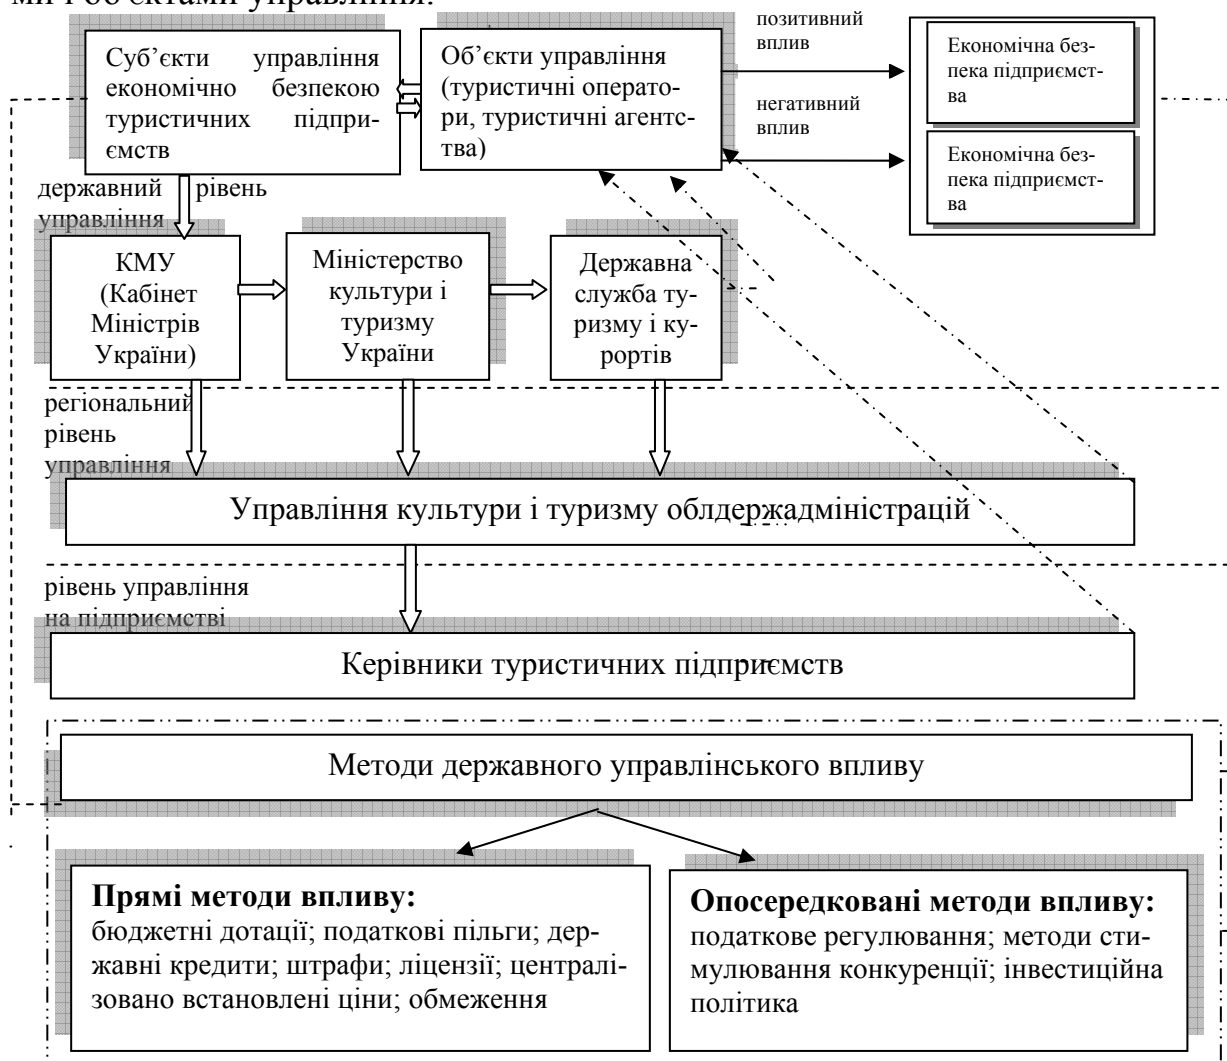 ми і об'єктами управління.
Суб’єкти управління
економічно безпекою
туристичних підпри-
ємств
Об’єкти управління
(туристичні операто-
ри, туристичні агентс-
тва)
позитивний
вплив
негативний
вплив
Економічна без-
пека підприємст-
ва
Економічна без-
пека підприємст-
ва
державний рівень
управління
КМУ
(Кабінет
Міністрів
України)
Міністерство
культури і
туризму
України
Державна
служба ту-
ризму і ку-
рортів
регіональний
рівень
управління
Управління культури і туризму облдержадміністрацій
рівень управління
на підприємстві
Керівники туристичних підприємств
Методи державного управлінського впливу
Прямі методи впливу:
бюджетні дотації; податкові пільги; дер-
жавні кредити; штрафи; ліцензії; централі-
зовано встановлені ціни; обмеження
Опосередковані методи впливу:
податкове регулювання; методи сти-
мулювання конкуренції; інвестиційна
політика